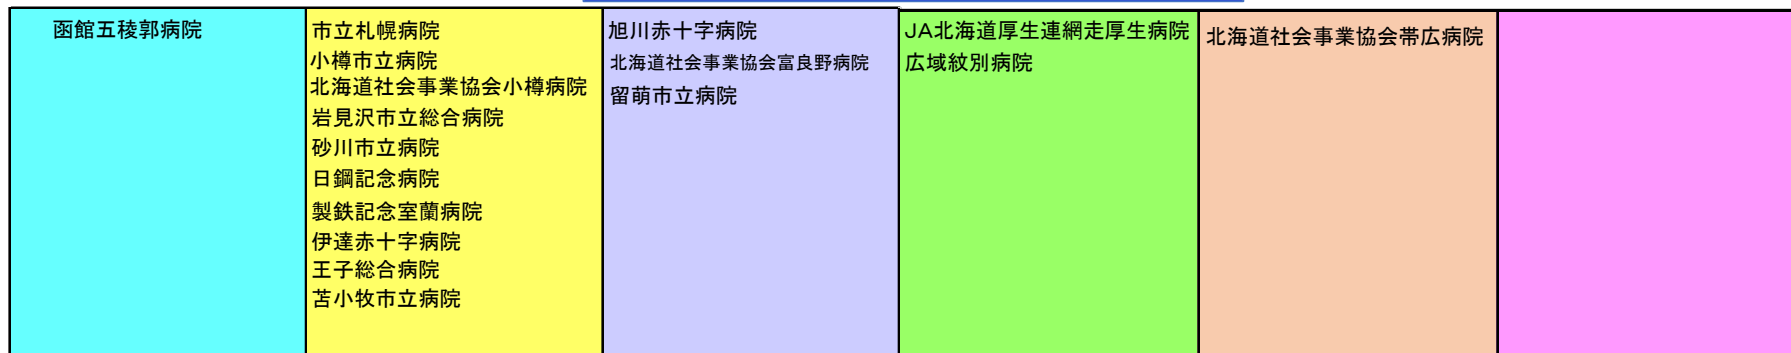 函館五稜郭病院
市立札幌病院
小樽市立病院
北海道社会事業協会小樽病院
岩見沢市立総合病院
砂川市立病院
日鋼記念病院
製鉄記念室蘭病院
伊達赤十字病院
王子総合病院
苫小牧市立病院
旭川赤十字病院
北海道社会事業協会富良野病院
留萌市立病院
JA北海道厚生連網走厚生病院
広域紋別病院
北海道社会事業協会帯広病院